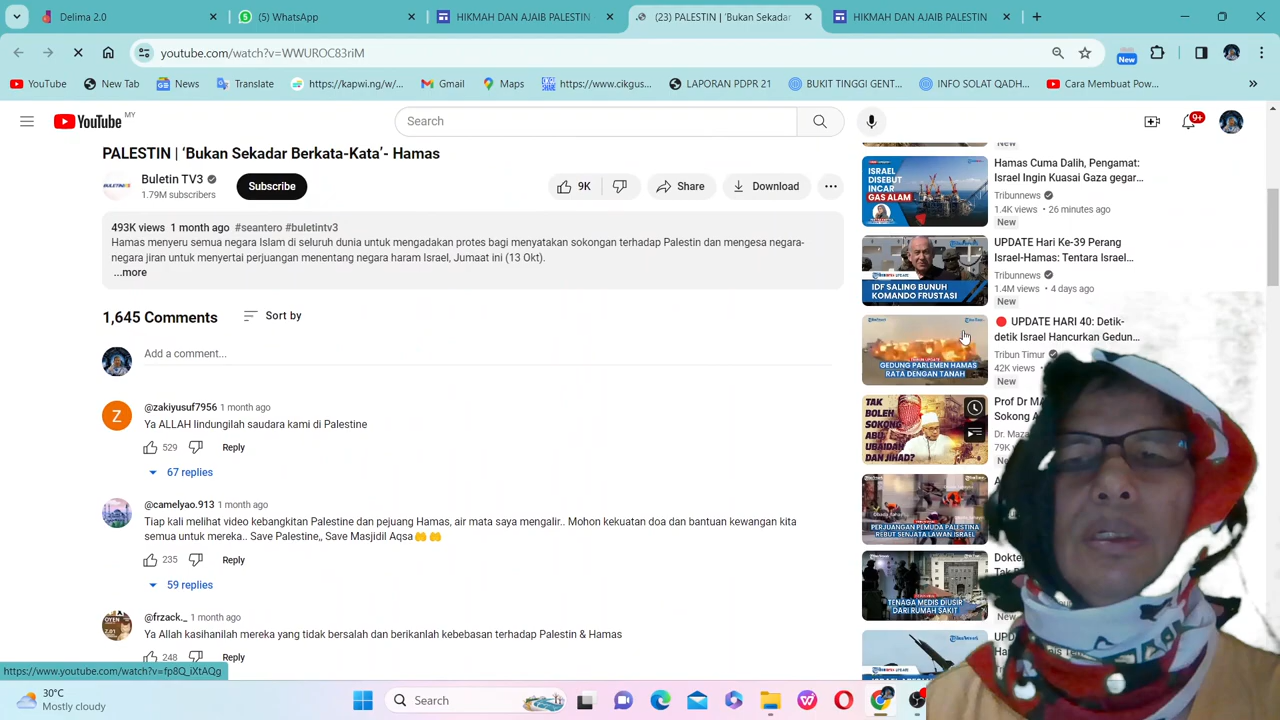 Delima 2.0
(5) WhatsApp
HIKMAH DAN AJAIB PALESTIN
(23) PALESTIN | 'Bukan Sekadar
HIKMAH DAN AJAIB PALESTIN
youtube.com/watch?v=WWUROC83riM
New
YouTube
New Tab
News
Translate
https://kayi.ng/w/...
Gmail
Maps
https://www.cikgus...
LAPORAN PDPR 21
BUKIT TINGGI GENT...
INFO SOLAT QADH...
Cara Membuat Pow...
YouTube MY
Search
9+
PALESTIN | ‘Bukan Sekadar Berkata-Kata’- Hamas
Buletin TV3
1.79M subscribers
Subscribe
9K
Share
Download
493K views 1 month ago #seantero #buletintv3
Hamas menyeru semua negara Islam di seluruh dunia untuk mengadakan protes bagi menyatakan sokongan terhadap Palestin dan mengesa negara-
negara jiran untuk menyertai perjuangan menentang negara haram Israel, Jumaat ini (13 Okt).
...more
1,645 Comments
Sort by
Add a comment...
@zakiyusuf7956 1 month ago
Ya ALLAH lindungilah saudara kami di Palestine
529
Reply
67 replies
@camelyao.913 1 month ago
Tiap kali melihat video kebangkitan Palestine dan pejuang Hamas, air mata saya mengalir.. Mohon kekuatan doa dan bantuan kewangan kita
semua untuk mereka. Save Palestine,, Save Masjidil Aqsa
235
Reply
59 replies
@frzack._ 1 month ago
Ya Allah kasihanilah mereka yang tidak bersalah dan berikanlah kebebasan terhadap Palestin & Hamas
248
Reply
New
ISRAEL
DISEBUT
INCAR
GAS ALAM
Hamas Cuma Dalih, Pengamat:
Israel Ingin Kuasai Gaza gegar...
Tribunnews
1.4K views • 26 minutes ago
New
IDF SALING BUNUH
KOMANDO FRUSTASI
UPDATE Hari Ke-39 Perang
Israel-Hamas: Tentara Israel...
Tribunnews
1.4M views • 4 days ago
New
GEDUNG PARLEMEN HAMAS
RATA DENGAN TANAH
UPDATE HARI 40: Detik-
detik Israel Hancurkan Gedun...
Tribun Timur
42K views •
New
TAK
BOLEH
SOKONG
ABU
UBAIDAH
DAN JIHAD?
Prof Dr
Sokong
Dr. Maza
79K
PERJUANGAN PEMUDA PALESTINA
REBUT SENJATA LAWAN ISRAEL
TENAGA MEDIS DIUSIR
DARI RUMAH SAKIT
Dokte
Tak
New
https://www.youtube.com/watch?v=fp8Q_iXtAQg
30°C
Mostly cloudy
Search